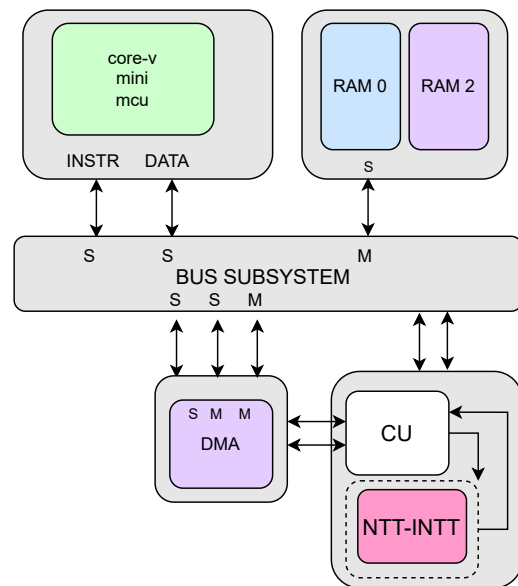 core-v
mini
mcu
INSTR DATA
RAM 0
RAM 2
S
S S M
BUS SUBSYSTEM
S S M
S M M
DMA
CU
NTT-INTT